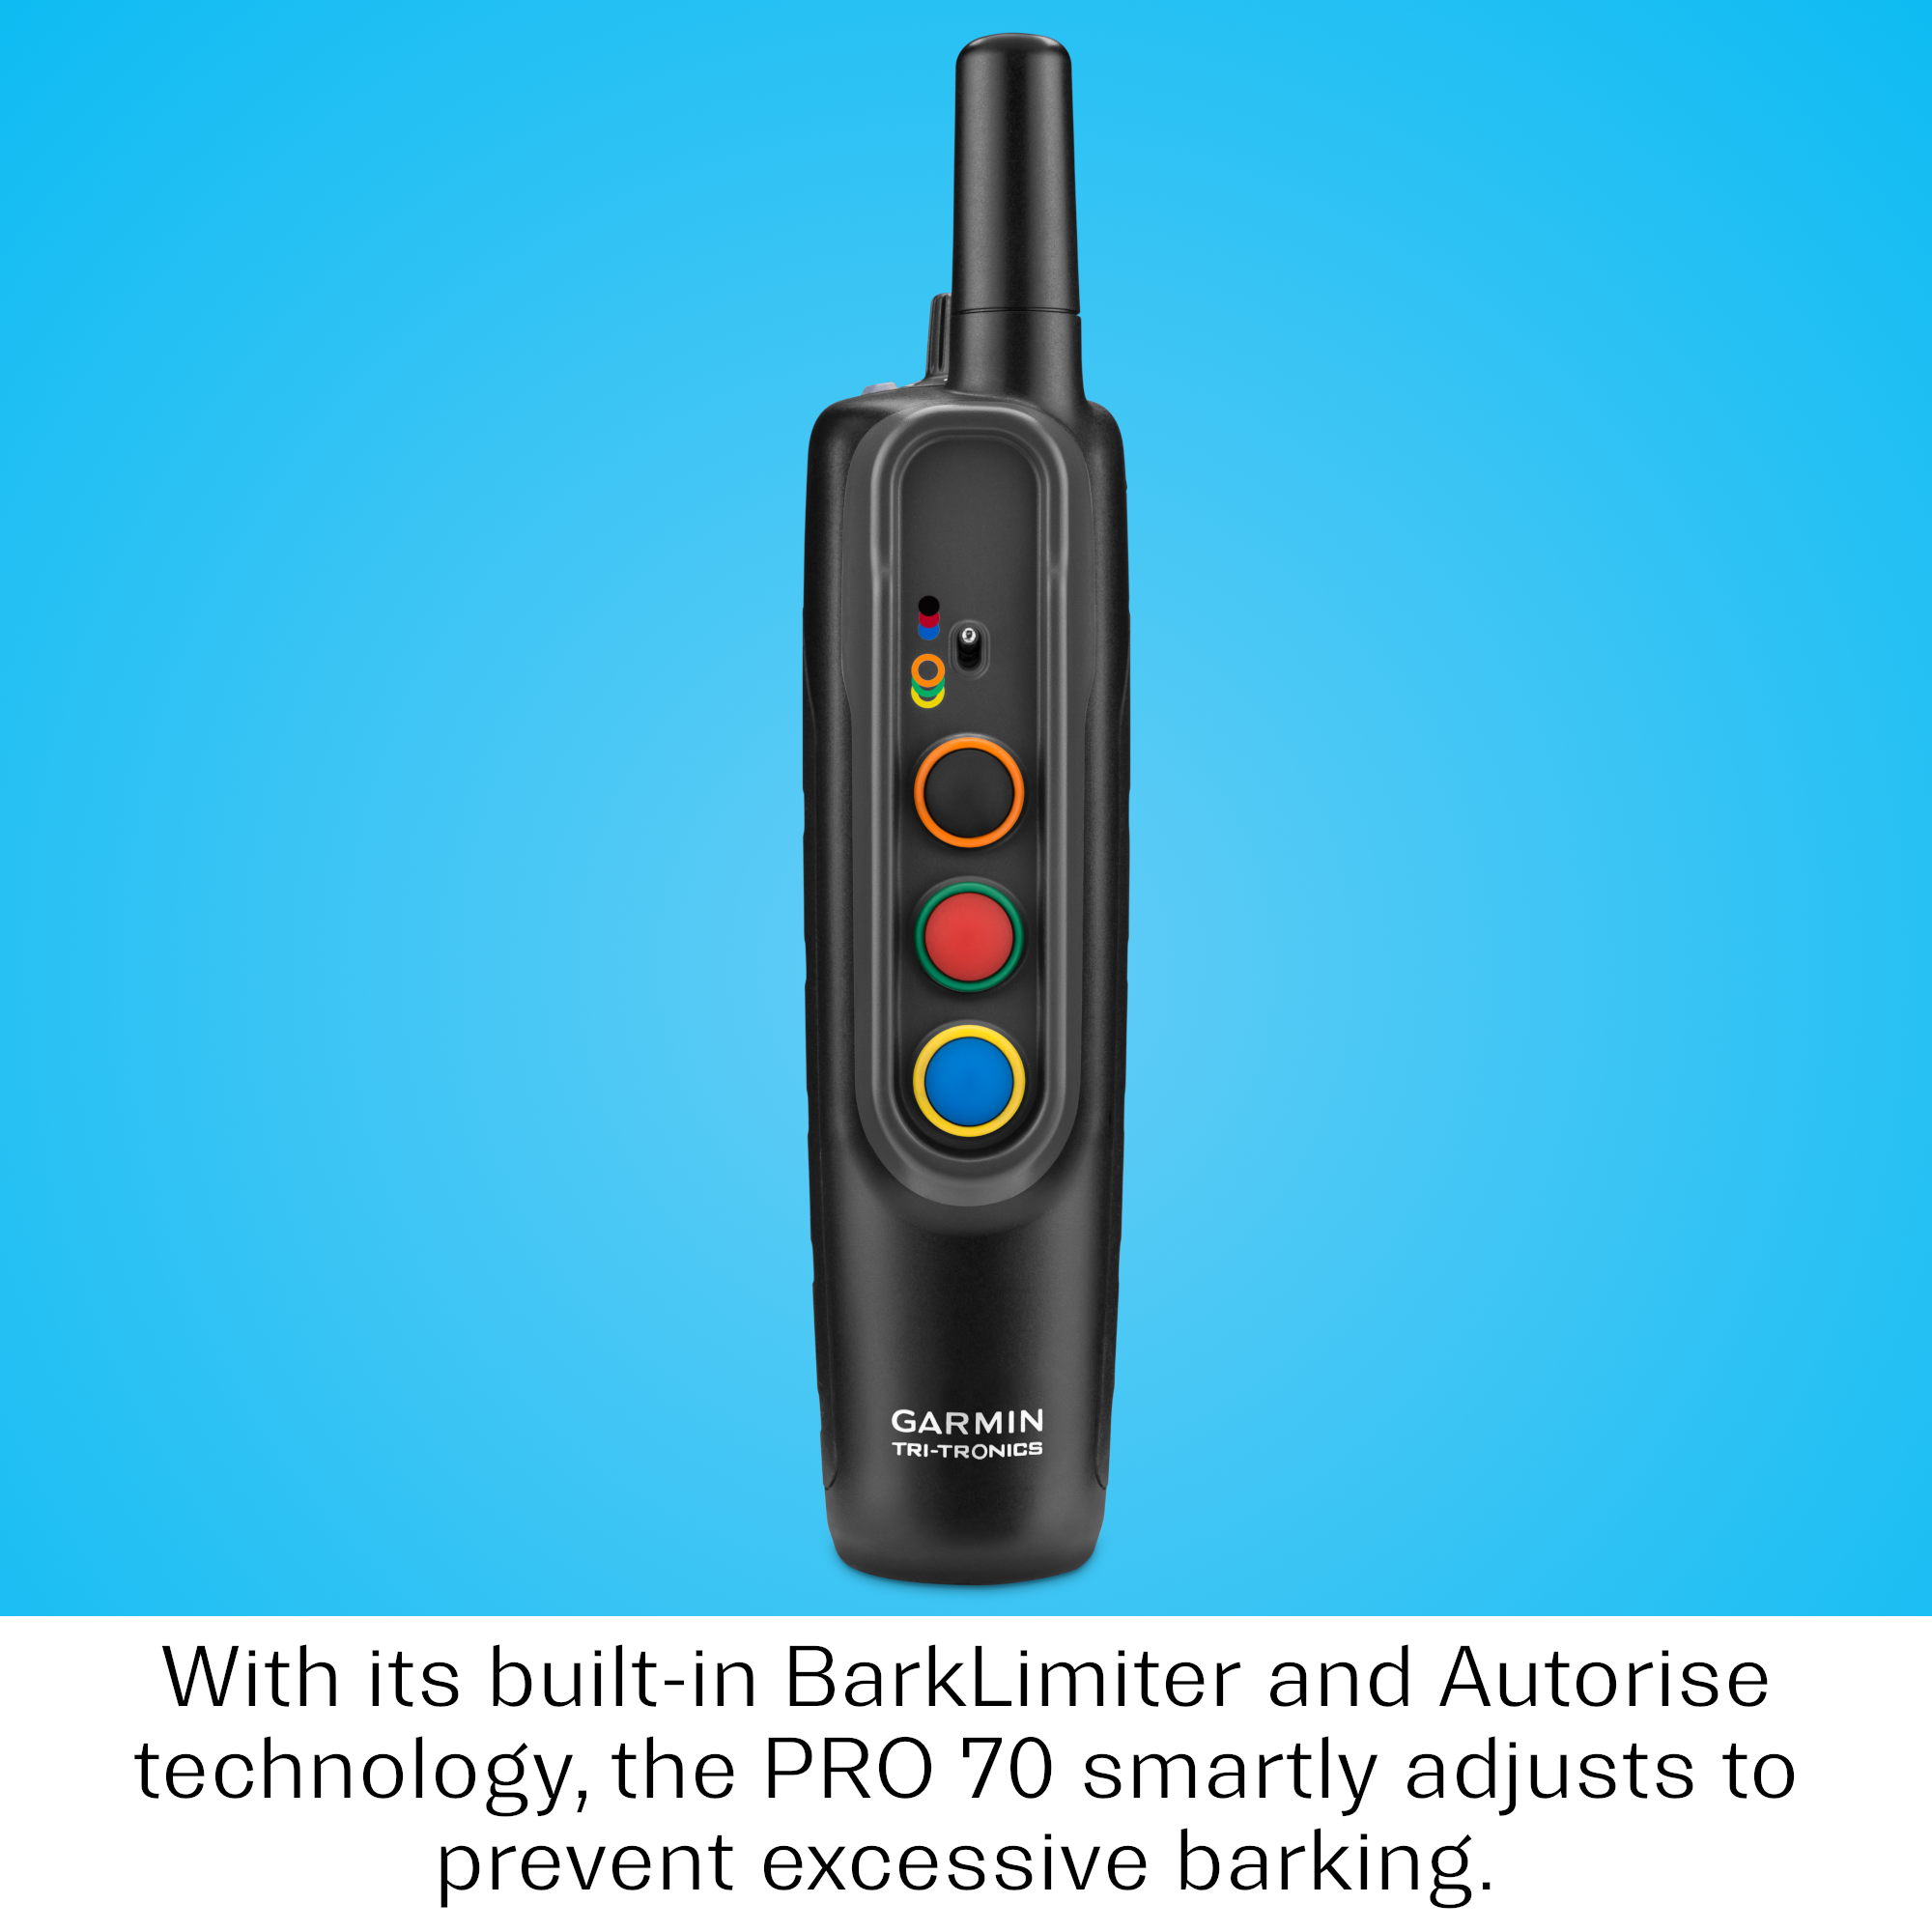 GARMIN
TRI-TRONICS
With its built-in BarkLimiter and Autorise
technology, the PRO 70 smartly adjusts to
prevent excessive barking.